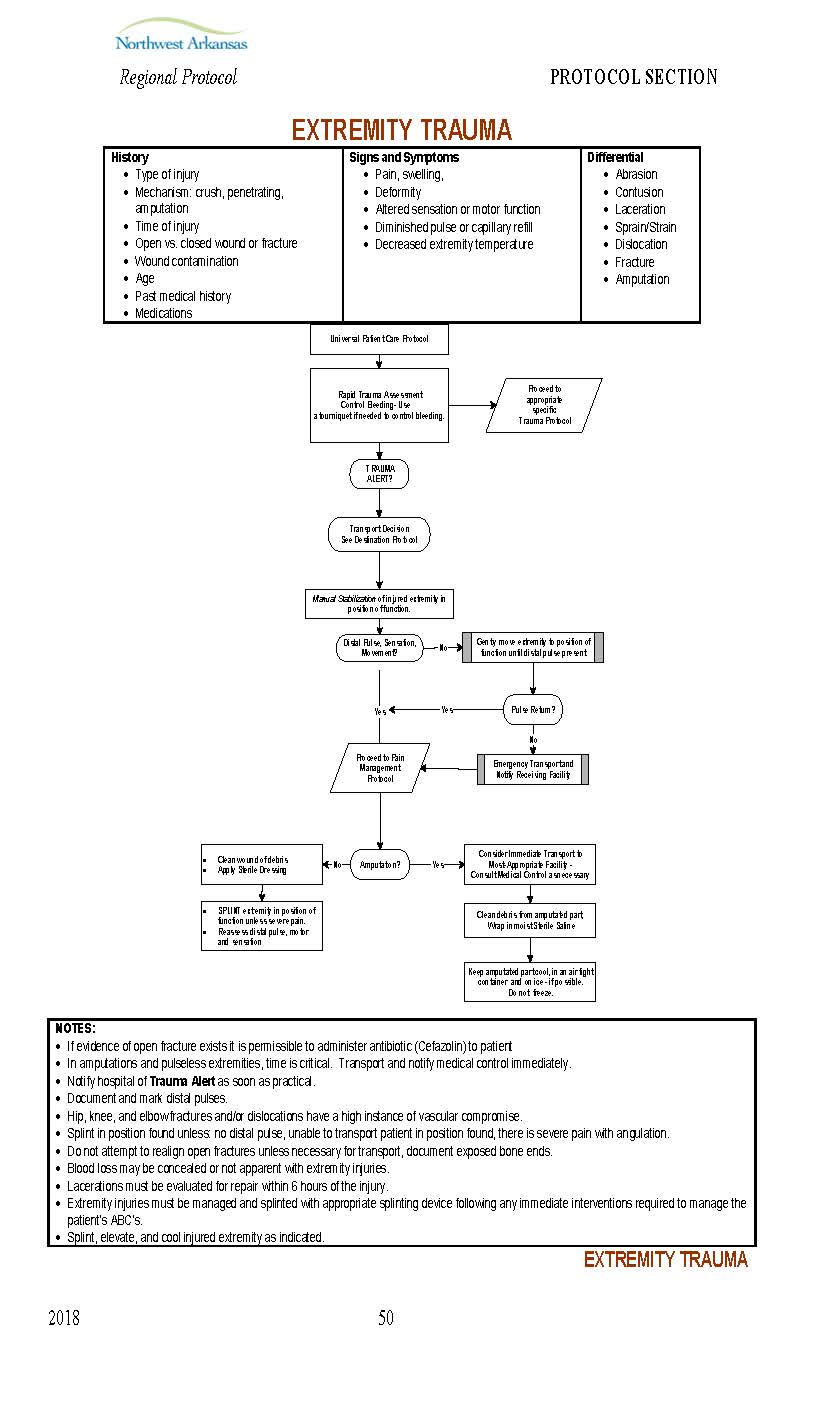 Northwest Arkansas
Regional Protocol
PROTOCOL SECTION
EXTREMITY TRAUMA
History
• Type of injury
• Mechanism: crush, penetrating,
amputation
• Time of injury
• Open vs. closed wound or fracture
• Wound contamination
• Age
• Past medical history
• Medications
Signs and Symptoms
• Pain, swelling,
• Deformity
• Altered sensation or motor function
• Diminished pulse or capillary refill
• Decreased extremity temperature
Differential
• Abrasion
• Contusion
• Laceration
• Sprain/Strain
• Dislocation
• Fracture
• Amputation
Universal Patient Care Protocol
Rapid Trauma Assessment
Control Bleeding- Use
a tourniquet if needed to control bleeding.
Proceed to
appropriate
specific
Trauma Protocol
TRAUMA
ALERT?
Transport Decision
See Destination Protocol
Manual Stabilization of injured extremity in
position of function.
Distal Pulse, Sensation,
Movement?
No
Gently move extremity to position of
function until distal pulse present
Yes
Yes
Pulse Return?
No
Proceed to Pain
Management
Protocol
Emergency Transport and
Notify Receiving Facility
• Clean wound of debris
• Apply Sterile Dressing
No
Amputation?
Yes
Consider Immediate Transport to
Most-Appropriate Facility -
Consult Medical Control as necessary
• SPLINT extremity in position of
function unless severe pain.
• Reassess distal pulse, motor
and sensation
Clean debris from amputated part,
Wrap in moist Sterile Saline
Keep amputated part cool, in an air tight
container and on ice - if possible.
Do not freeze.
NOTES:
• If evidence of open fracture exists it is permissible to administer antibiotic (Cefazolin) to patient
• In amputations and pulseless extremities, time is critical. Transport and notify medical control immediately.
• Notify hospital of Trauma Alert as soon as practical.
• Document and mark distal pulses.
• Hip, knee, and elbow fractures and/or dislocations have a high instance of vascular compromise.
• Splint in position found unless: no distal pulse, unable to transport patient in position found, there is severe pain with angulation.
• Do not attempt to realign open fractures unless necessary for transport, document exposed bone ends.
• Blood loss may be concealed or not apparent with extremity injuries.
• Lacerations must be evaluated for repair within 6 hours of the injury.
• Extremity injuries must be managed and splinted with appropriate splinting device following any immediate interventions required to manage the
patient's ABC's.
• Splint, elevate, and cool injured extremity as indicated.
EXTREMITY TRAUMA
2018
50